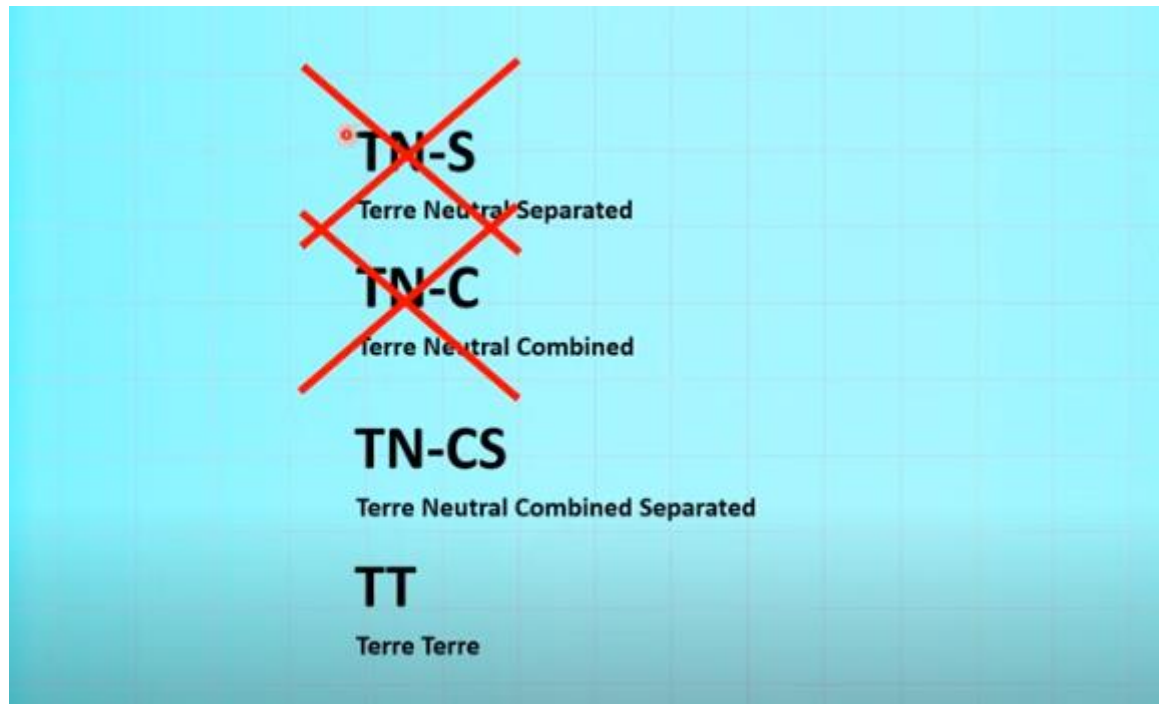 TN-S
Terre Neutral Separated
TN-C
Terre Neutral Combined
TN-CS
Terre Neutral Combined Separated
TT
Terre Terre